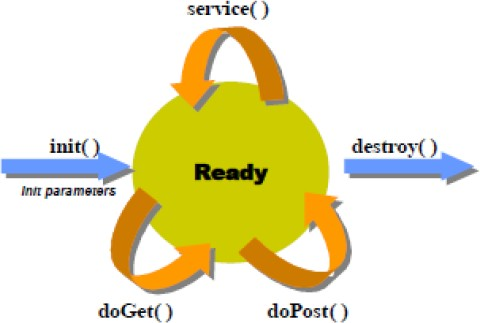 service( )
init( )
Init parameters
Ready
destroy( )
doGet( )
doPost( )